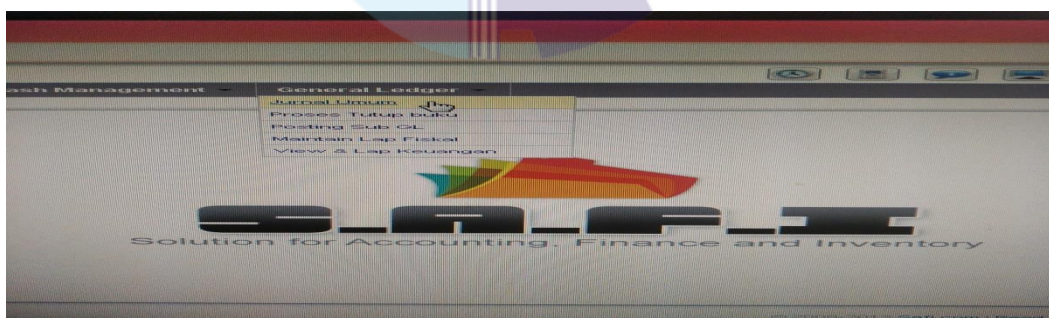 ash Management General Ledger
Jurnal Umum
Proses Tutup buku
Posting Sub GL
Maintain Lap Fiskal
View & Lap Keuangan
S.A.F.I
Solution for Accounting, Finance and Inventory